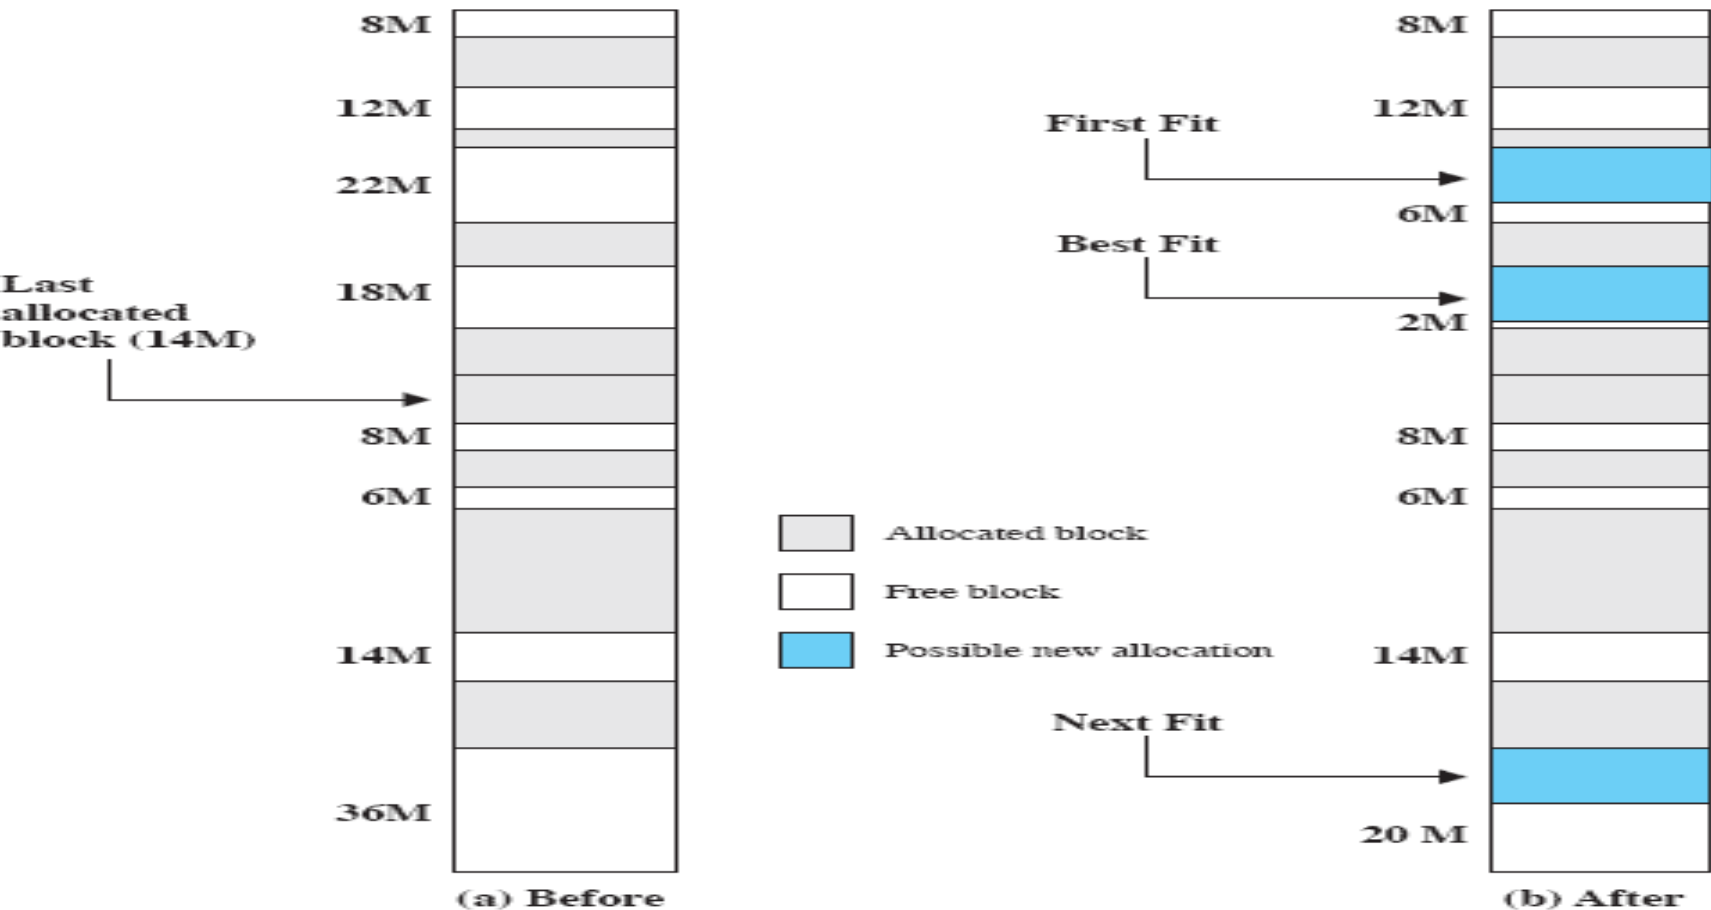 8M
12M
22M
18M
Last
allocated
block (14M)
8M
6M
14M
36M
(a) Before
Allocated block
Free block
Possible new allocation
8M
12M
First Fit
6M
Best Fit
2M
8M
6M
14M
Next Fit
20 M
(b) After